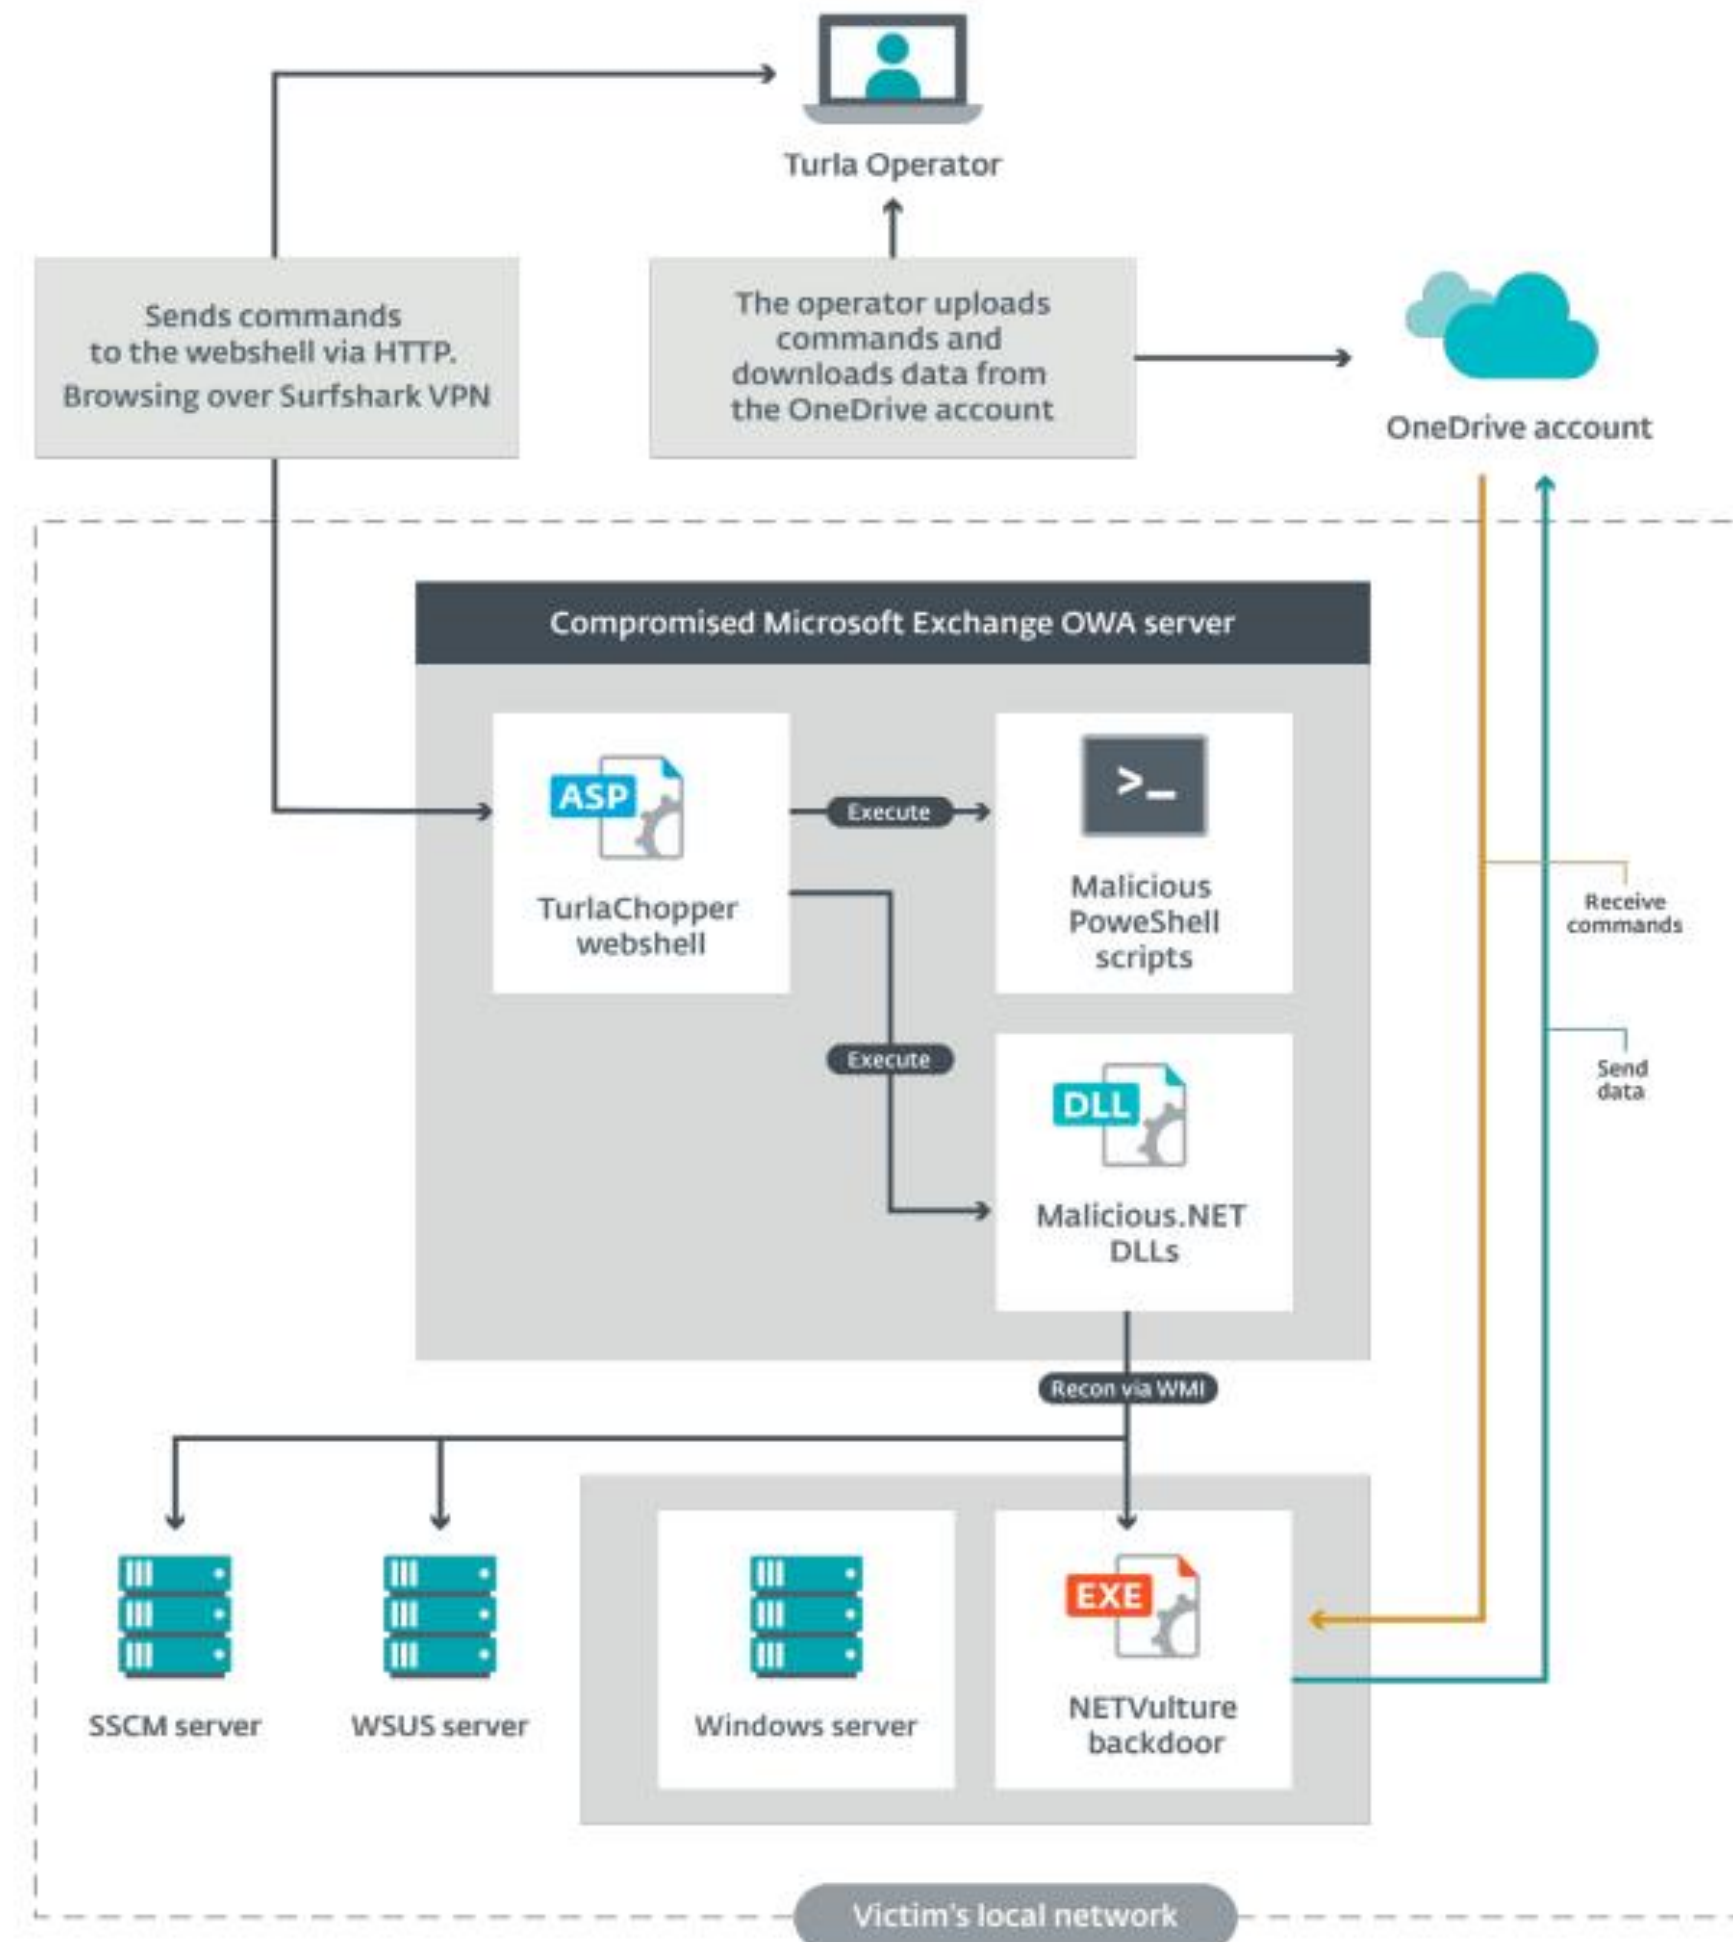 Turla Operator
Sends commands
to the webshell via HTTP.
Browsing over Surfshark VPN
The operator uploads
commands and
downloads data from
the OneDrive account
OneDrive account
Compromised Microsoft Exchange OWA server
ASP
TurlaChopper
webshell
Execute
>_
Malicious
PoweShell
scripts
Receive
commands
Execute
DLL
Malicious.NET
DLLs
Send
data
Recon via WMI
SSCM server
WSUS server
Windows server
EXE
NETVulture
backdoor
Victim's local network